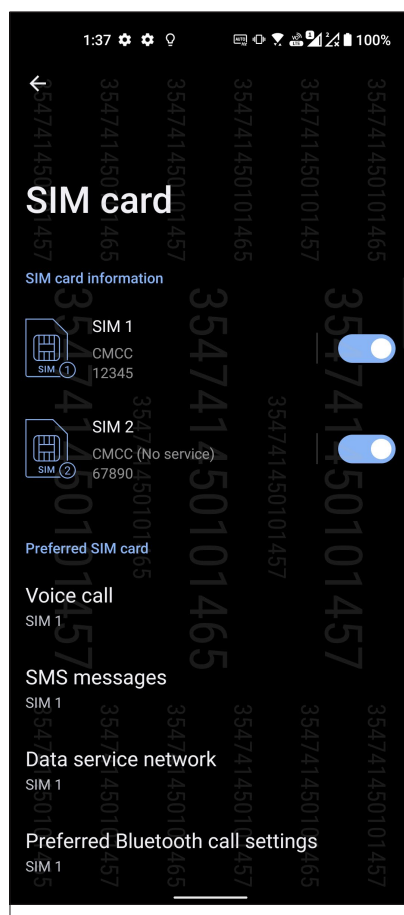 1:37
100%
SIM card
SIM card information
SIM 1
CMCC
12345
SIM 2
CMCC (No service)
67890
Preferred SIM card
Voice call
SIM 1
SMS messages
SIM 1
Data service network
SIM 1
Preferred Bluetooth call settings
SIM 1
354741450101457
354741450101465